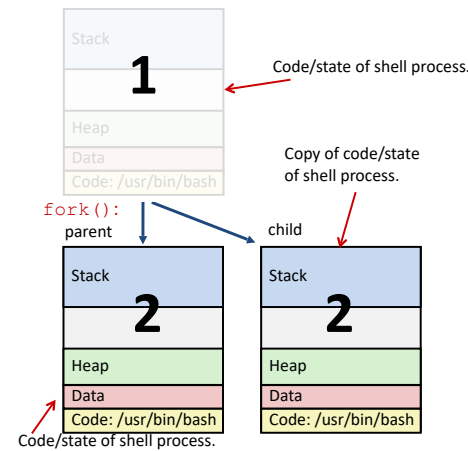 Stack
1
Code/state of shell process.
Heap
Data
Code: /usr/bin/bash
Copy of code/state
of shell process.
fork():
parent
child
Stack
2
Heap
Data
Code: /usr/bin/bash
Stack
2
Heap
Data
Code: /usr/bin/bash
Code/state of shell process.